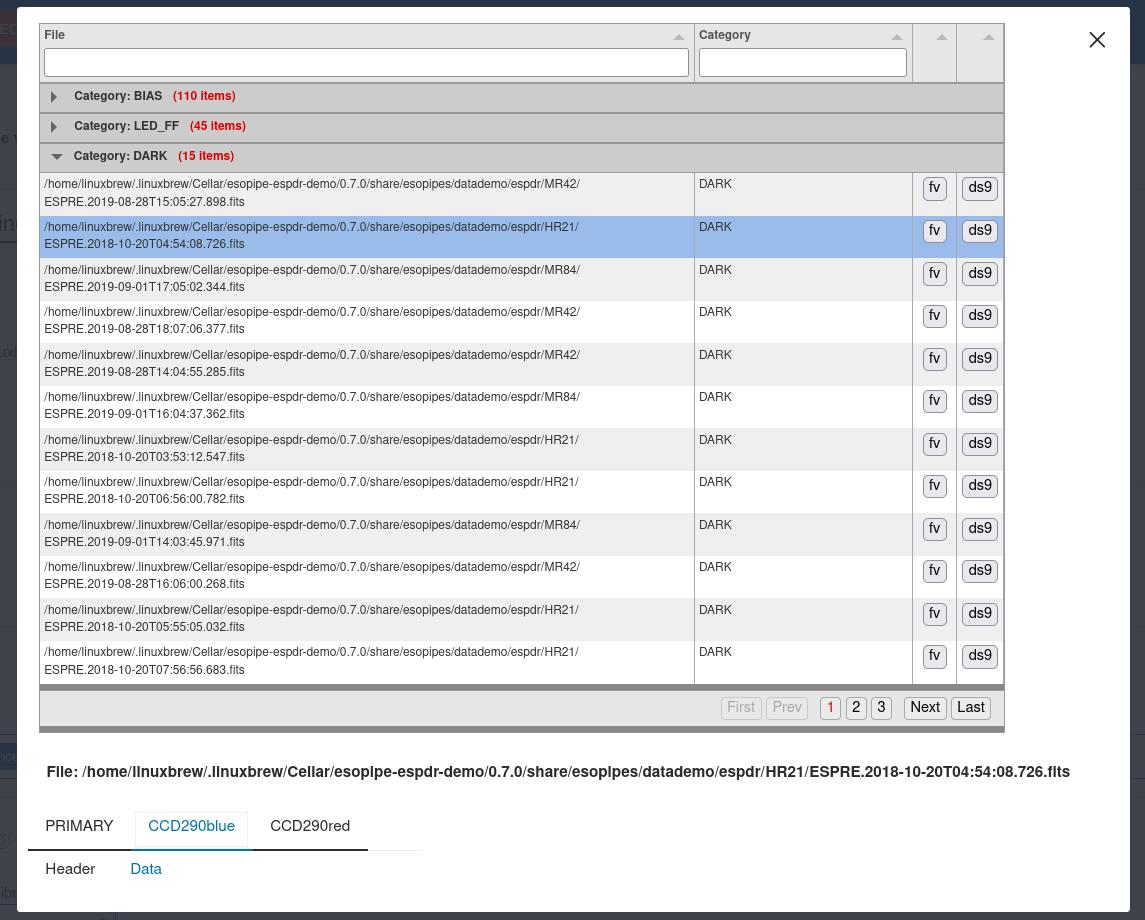 File
Category
Category: BIAS (110 items)
Category: LED_FF (45 items)
Category: DARK (15 items)
/home/linuxbrew/.linuxbrew/Cellar/esopipe-espdr-demo/0.7.0/share/esopipes/datademo/espdr/MR42/ DARK fv ds9
ESPRE.2019-08-28T15:05:27.898.fits
/home/linuxbrew/.linuxbrew/Cellar/esopipe-espdr-demo/0.7.0/share/esopipes/datademo/espdr/HR21/ DARK fv ds9
ESPRE.2018-10-20T04:54:08.726.fits
/home/linuxbrew/.linuxbrew/Cellar/esopipe-espdr-demo/0.7.0/share/esopipes/datademo/espdr/MR84/ DARK fv ds9
ESPRE.2019-09-01T17:05:02.344.fits
/home/linuxbrew/.linuxbrew/Cellar/esopipe-espdr-demo/0.7.0/share/esopipes/datademo/espdr/MR42/ DARK fv ds9
ESPRE.2019-08-28T18:07:06.377.fits
/home/linuxbrew/.linuxbrew/Cellar/esopipe-espdr-demo/0.7.0/share/esopipes/datademo/espdr/MR42/ DARK fv ds9
ESPRE.2019-08-28T14:04:55.285.fits
/home/linuxbrew/.linuxbrew/Cellar/esopipe-espdr-demo/0.7.0/share/esopipes/datademo/espdr/MR84/ DARK fv ds9
ESPRE.2019-09-01T16:04:37.362.fits
/home/linuxbrew/.linuxbrew/Cellar/esopipe-espdr-demo/0.7.0/share/esopipes/datademo/espdr/HR21/ DARK fv ds9
ESPRE.2018-10-20T03:53:12.547.fits
/home/linuxbrew/.linuxbrew/Cellar/esopipe-espdr-demo/0.7.0/share/esopipes/datademo/espdr/HR21/ DARK fv ds9
ESPRE.2018-10-20T06:56:00.782.fits
/home/linuxbrew/.linuxbrew/Cellar/esopipe-espdr-demo/0.7.0/share/esopipes/datademo/espdr/MR84/ DARK fv ds9
ESPRE.2019-09-01T14:03:45.971.fits
/home/linuxbrew/.linuxbrew/Cellar/esopipe-espdr-demo/0.7.0/share/esopipes/datademo/espdr/MR42/ DARK fv ds9
ESPRE.2019-08-28T16:06:00.268.fits
/home/linuxbrew/.linuxbrew/Cellar/esopipe-espdr-demo/0.7.0/share/esopipes/datademo/espdr/HR21/ DARK fv ds9
ESPRE.2018-10-20T05:55:05.032.fits
/home/linuxbrew/.linuxbrew/Cellar/esopipe-espdr-demo/0.7.0/share/esopipes/datademo/espdr/HR21/ DARK fv ds9
ESPRE.2018-10-20T07:56:56.683.fits
First Prev 1 2 3 Next Last
File: /home/linuxbrew/.linuxbrew/Cellar/esopipe-espdr-demo/0.7.0/share/esopipes/datademo/espdr/HR21/ESPRE.2018-10-20T04:54:08.726.fits
PRIMARY CCD290blue CCD290red
Header Data